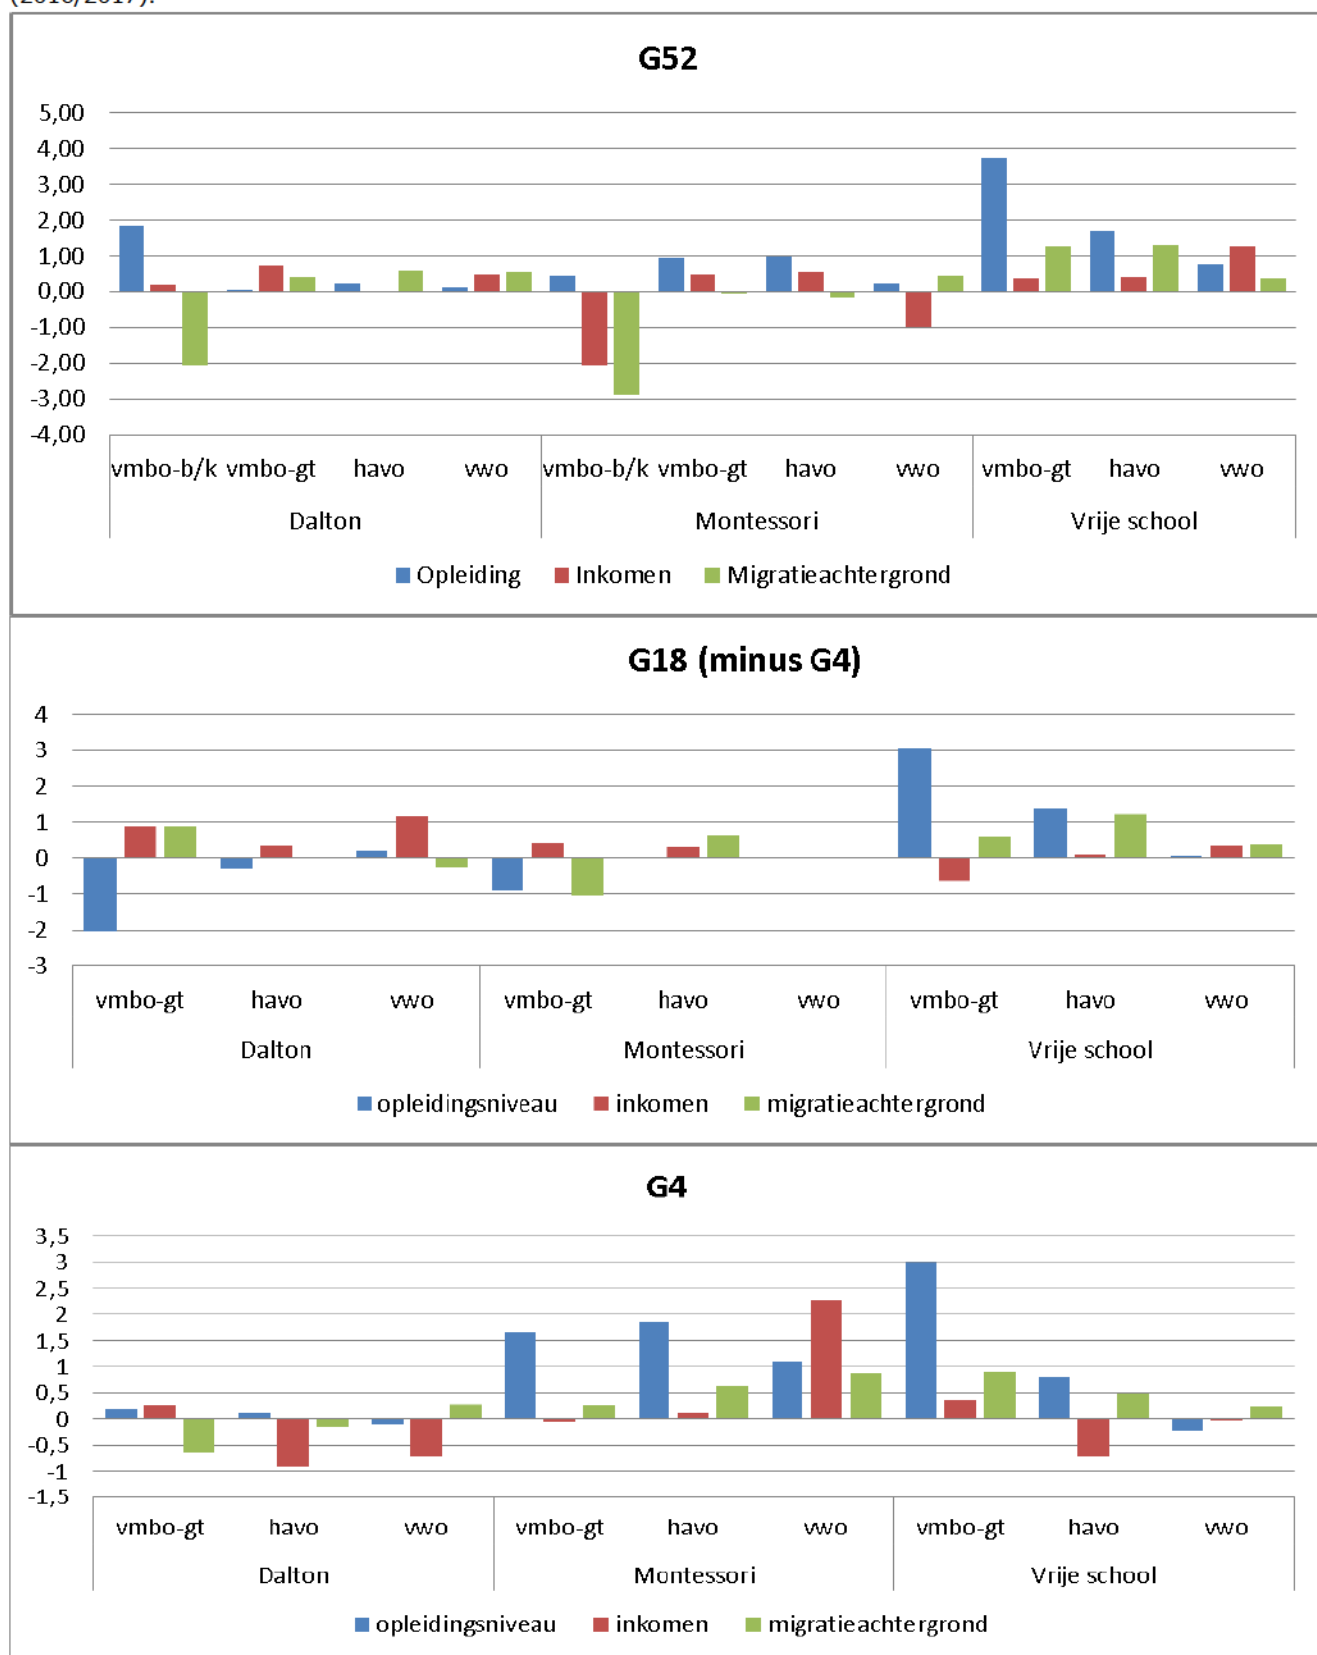 (2016/2017).
G52
5,00
4,00
3,00
2,00
1,00
0,00
-1,00
-2,00
-3,00
-4,00
vmbo-b/k vmbo-gt havo vwo vmbo-b/k vmbo-gt havo vwo vmbo-gt havo vwo
Dalton Montessori Vrije school
Opleiding Inkomen Migratieachtergrond
G18 (minus G4)
4
3
2
1
0
-1
-2
-3
vmbo-gt havo vwo vmbo-gt havo vwo vmbo-gt havo vwo
Dalton Montessori Vrije school
opleidingsniveau inkomen migratieachtergrond
G4
3,5
3
2,5
2
1,5
1
0,5
0
-0,5
-1
-1,5
vmbo-gt havo vwo vmbo-gt havo vwo vmbo-gt havo vwo
Dalton Montessori Vrije school
opleidingsniveau inkomen migratieachtergrond